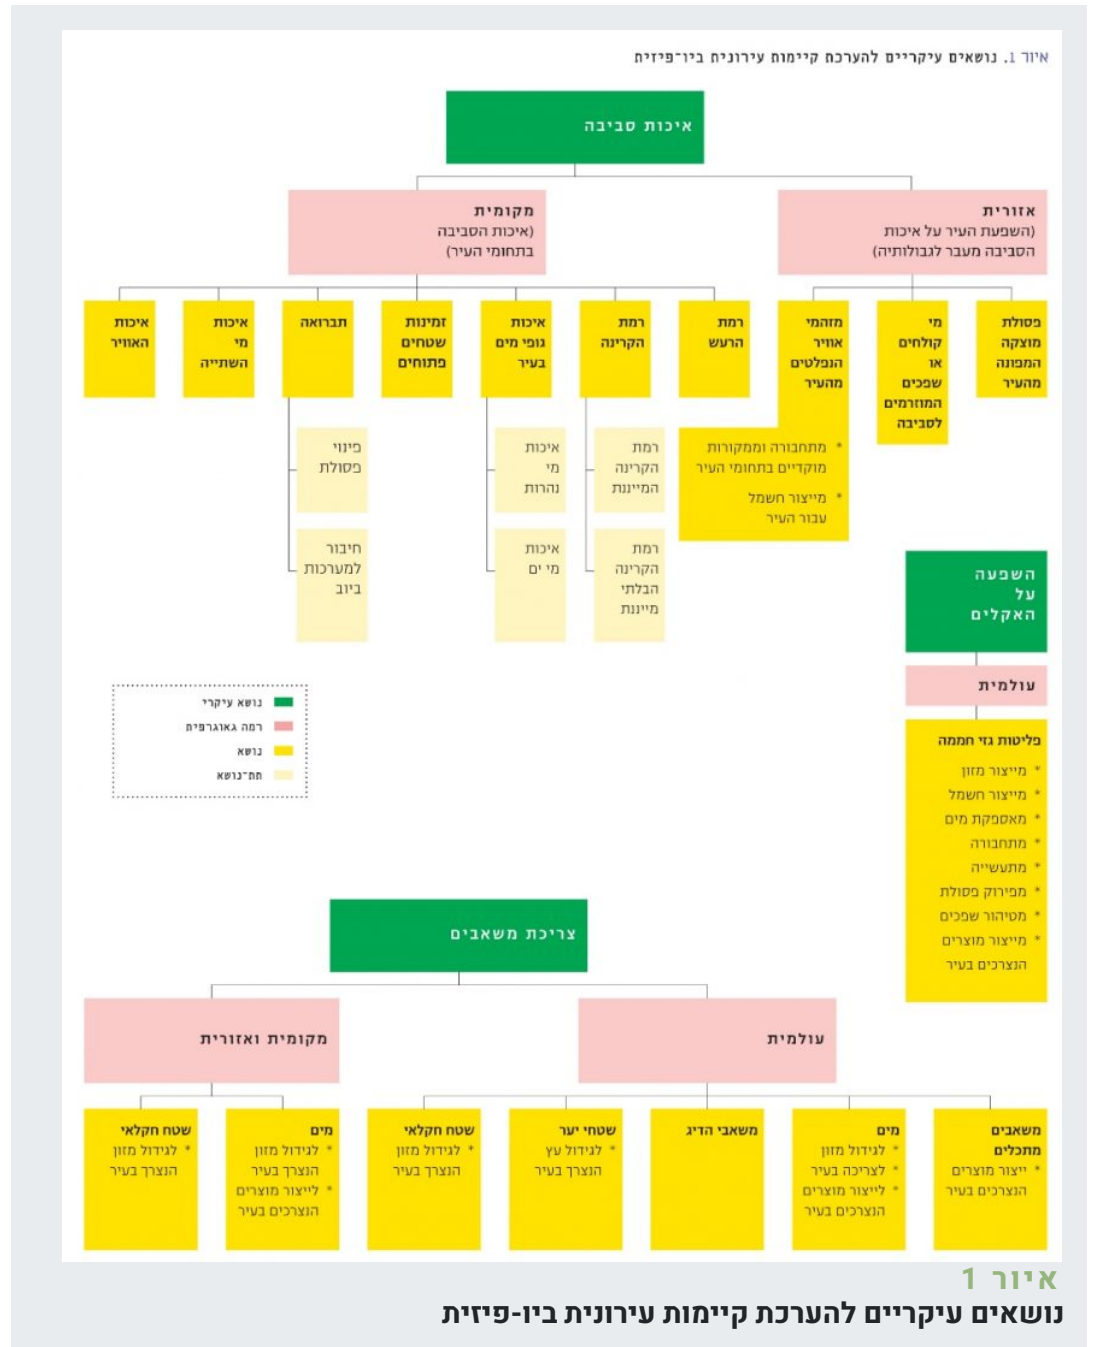 איור 1. נושאים עיקריים להערכת קיימות עירונית ביו־פיזית
איכות סביבה
אזורית
(השפעת העיר על איכות
הסביבה מעבר לגבולותיה)
מקומית
(איכות הסביבה
בתחומי העיר)
פסולת
מוצקה
המפונה
מהעיר
מי
קולחים
או
שפכים
המוזרמים
לסביבה
מזהמי
אוויר
הנפלטים
מהעיר
* מתחבורה וממקורות
מוקדיים בתחומי העיר
* מייצור חשמל
עבור העיר
רמת
הרעש
רמת
הקרינה
רמת
הקרינה
המייננת
רמת
הקרינה
הבלתי
מייננת
איכות
גופי מים
בעיר
איכות
מי
נהרות
איכות
מי ים
זמינות
שטחים
פתוחים
תברואה
פינוי
פסולת
חיבור
למערכות
ביוב
איכות
מי
השתייה
איכות
האוויר
השפעה
על
האקלים
עולמית
פליטות גזי חממה
* מייצור מזון
* מייצור חשמל
* מאספקת מים
* מתחבורה
* מתעשייה
* מפירוק פסולת
* מטיהור שפכים
* מייצור מוצרים
הנצרכים בעיר
נושא עיקרי
רמה גאוגרפית
נושא
תת־נושא
צריכת משאבים
עולמית
מקומית ואזורית
משאבים
מתכלים
* ייצור מוצרים
הנצרכים בעיר
מים
* לגידול מזון
* לצריכה בעיר
* לייצור מוצרים
הנצרכים בעיר
משאבי הדיג
שטחי יער
* לגידול עץ
הנצרך בעיר
שטח חקלאי
* לגידול מזון
הנצרך בעיר
מים
* לגידול מזון
הנצרך בעיר
* לייצור מוצרים
הנצרכים בעיר
שטח חקלאי
* לגידול מזון
הנצרך בעיר
איור 1
נושאים עיקריים להערכת קיימות עירונית ביו-פיזית